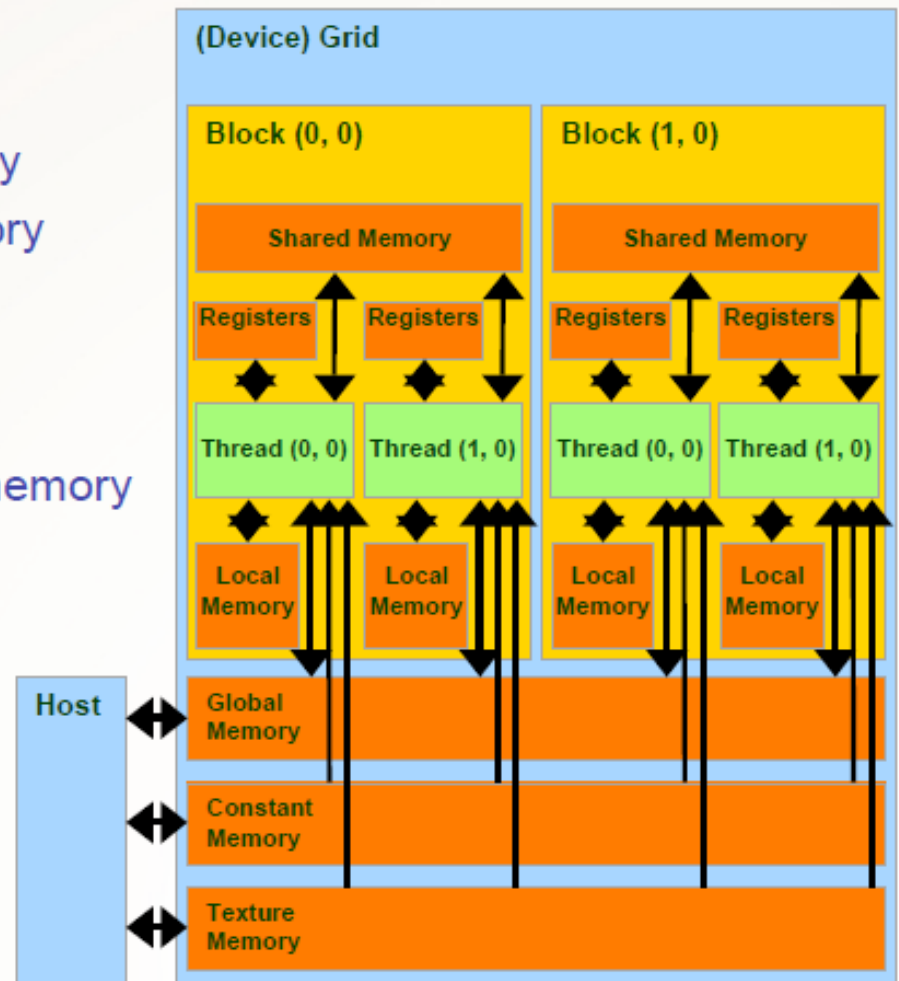 (Device) Grid
Block (0, 0)
Block (1, 0)
y
ory
Shared Memory
Shared Memory
Registers
Registers
Registers
Registers
Thread (0, 0)
Thread (1, 0)
Thread (0, 0)
Thread (1, 0)
emory
Local
Memory
Local
Memory
Local
Memory
Local
Memory
Host
Global
Memory
Constant
Memory
Texture
Memory